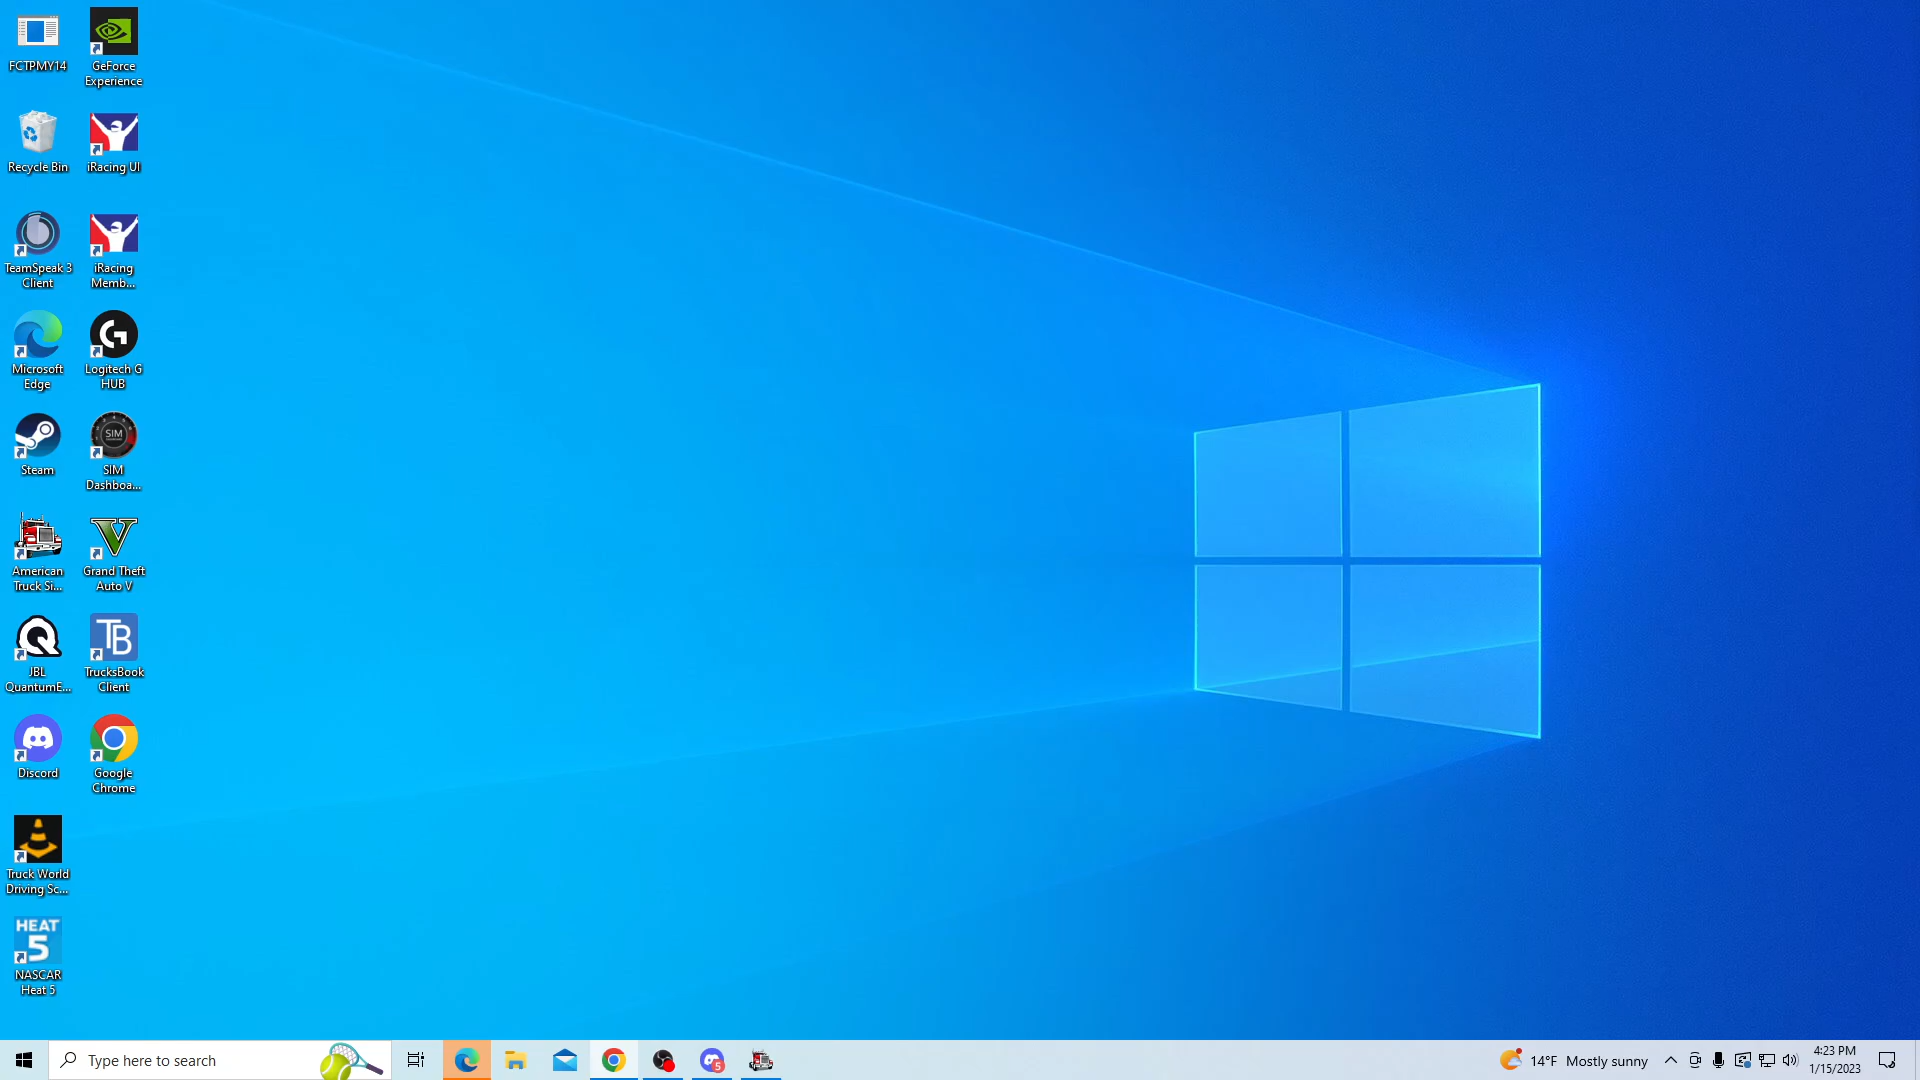 FCTPMY14
GeForce
Experience
Recycle Bin
iRacing UI
TeamSpeak 3
Client
iRacing
Memb...
Microsoft
Edge
Logitech G
HUB
Steam
SIM
SIM
Dashboa...
American
Truck Si...
Grand Theft
Auto V
JBL
QuantumE...
TB
TrucksBook
Client
Discord
Google
Chrome
Truck World
Driving Sc...
HEAT
5
NASCAR
Heat 5
Type here to search
5
14°F Mostly sunny
4:23 PM
1/15/2023